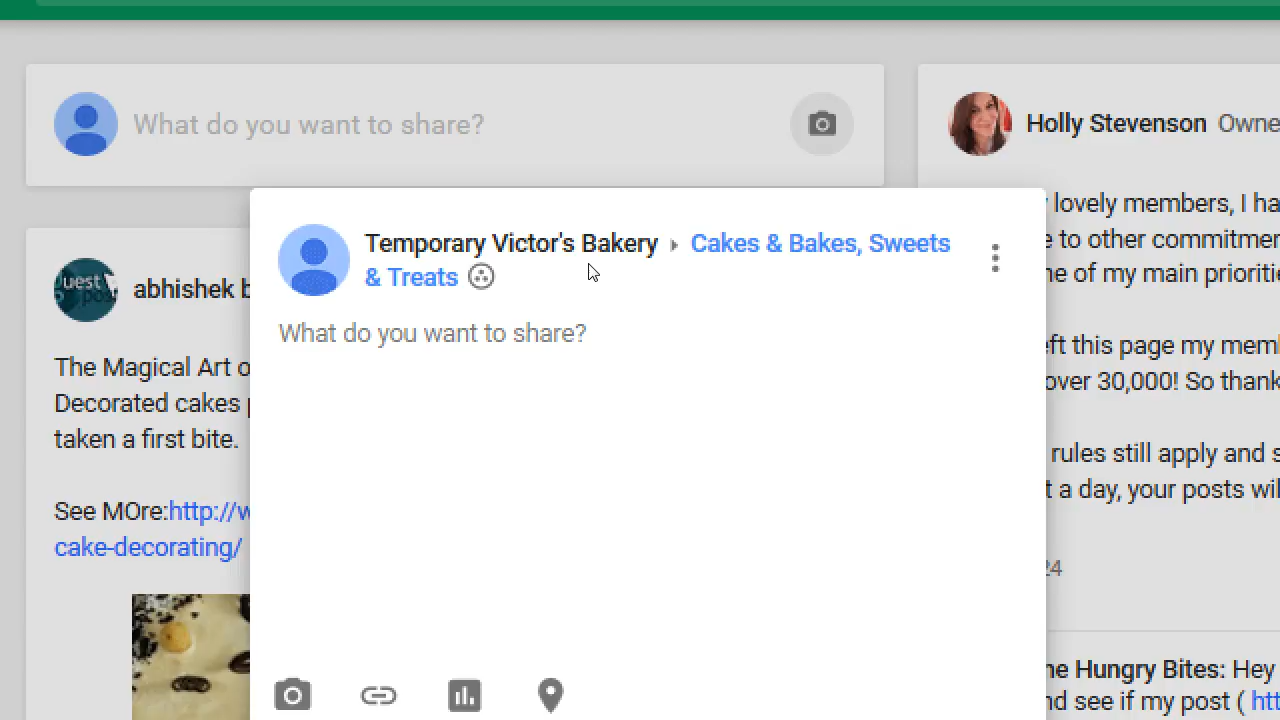 What do you want to share?
Holly Stevenson Owne
Temporary Victor's Bakery ▸ Cakes & Bakes, Sweets
& Treats
What do you want to share?
abhishek b
The Magical Art o
Decorated cakes p
taken a first bite.
See MOre:http://w
cake-decorating/
lovely members, I ha
e to other commitmer
ne of my main prioritie
eft this page my memb
over 30,000! So thank
rules still apply and s
t a day, your posts wil
24
ne Hungry Bites: Hey
nd see if my post ( htt